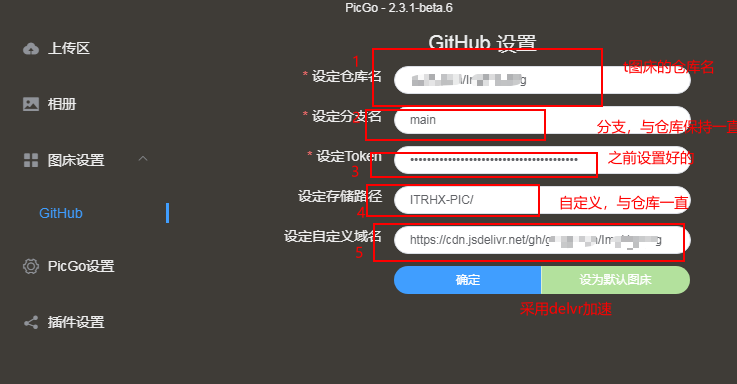 PicGo - 2.3.1-beta.6
GitHub 设置
上传区
相册
图床设置
GitHub
PicGo设置
插件设置
1
* 设定仓库名
t图床的仓库名
* 设定分支名
main
分支，与仓库保持一直
2
* 设定Token
之前设置好的
3
设定存储路径
ITRHX-PIC/
自定义，与仓库一直
4
设定自定义域名
https://cdn.jsdelivr.net/gh/g
5
确定
设为默认图床
采用delvr加速